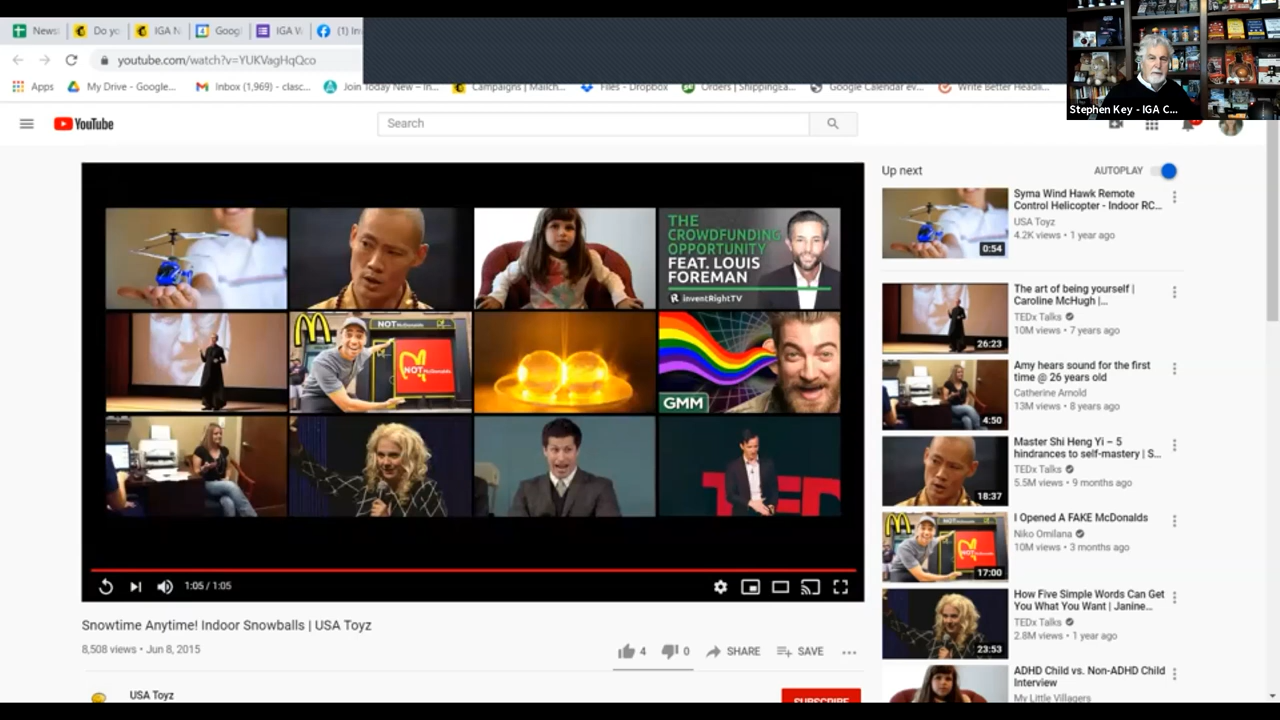 News
Do yo
IGA N
Goog
IGA V
(1) In
youtube.com/watch?v=YUKVagHqQco
Apps
My Drive - Google...
Inbox (1,969) - clasc...
Join Today New – In...
Campaigns | Mailch...
Files - Dropbox
Orders | ShippingEa...
Google Calendar ev...
Write Better Headli...
Stephen Key - IGA C...
YouTube
Search
Up next
AUTOPLAY
THE
CROWDFUNDING
OPPORTUNITY
FEAT. LOUIS
FOREMAN
inventRightTV
NOT McDonalds
NOT McDonalds
GMM
TED
1:05 / 1:05
Snowtime Anytime! Indoor Snowballs | USA Toyz
8,508 views • Jun 8, 2015
4
0
SHARE
SAVE
USA Toyz
SUBSCRIBE
Syma Wind Hawk Remote
Control Helicopter - Indoor RC...
USA Toyz
4.2K views • 1 year ago
0:54
The art of being yourself |
Caroline McHugh |...
TEDx Talks
10M views • 7 years ago
26:23
Amy hears sound for the first
time @ 26 years old
Catherine Arnold
13M views • 8 years ago
4:50
Master Shi Heng Yi – 5
hindrances to self-mastery | S...
TEDx Talks
5.5M views • 9 months ago
18:37
I Opened A FAKE McDonalds
Niko Omilana
10M views • 3 months ago
NOT
17:00
How Five Simple Words Can Get
You What You Want | Janine...
TEDx Talks
2.8M views • 1 year ago
23:53
ADHD Child vs. Non-ADHD Child
Interview
My Little Villagers